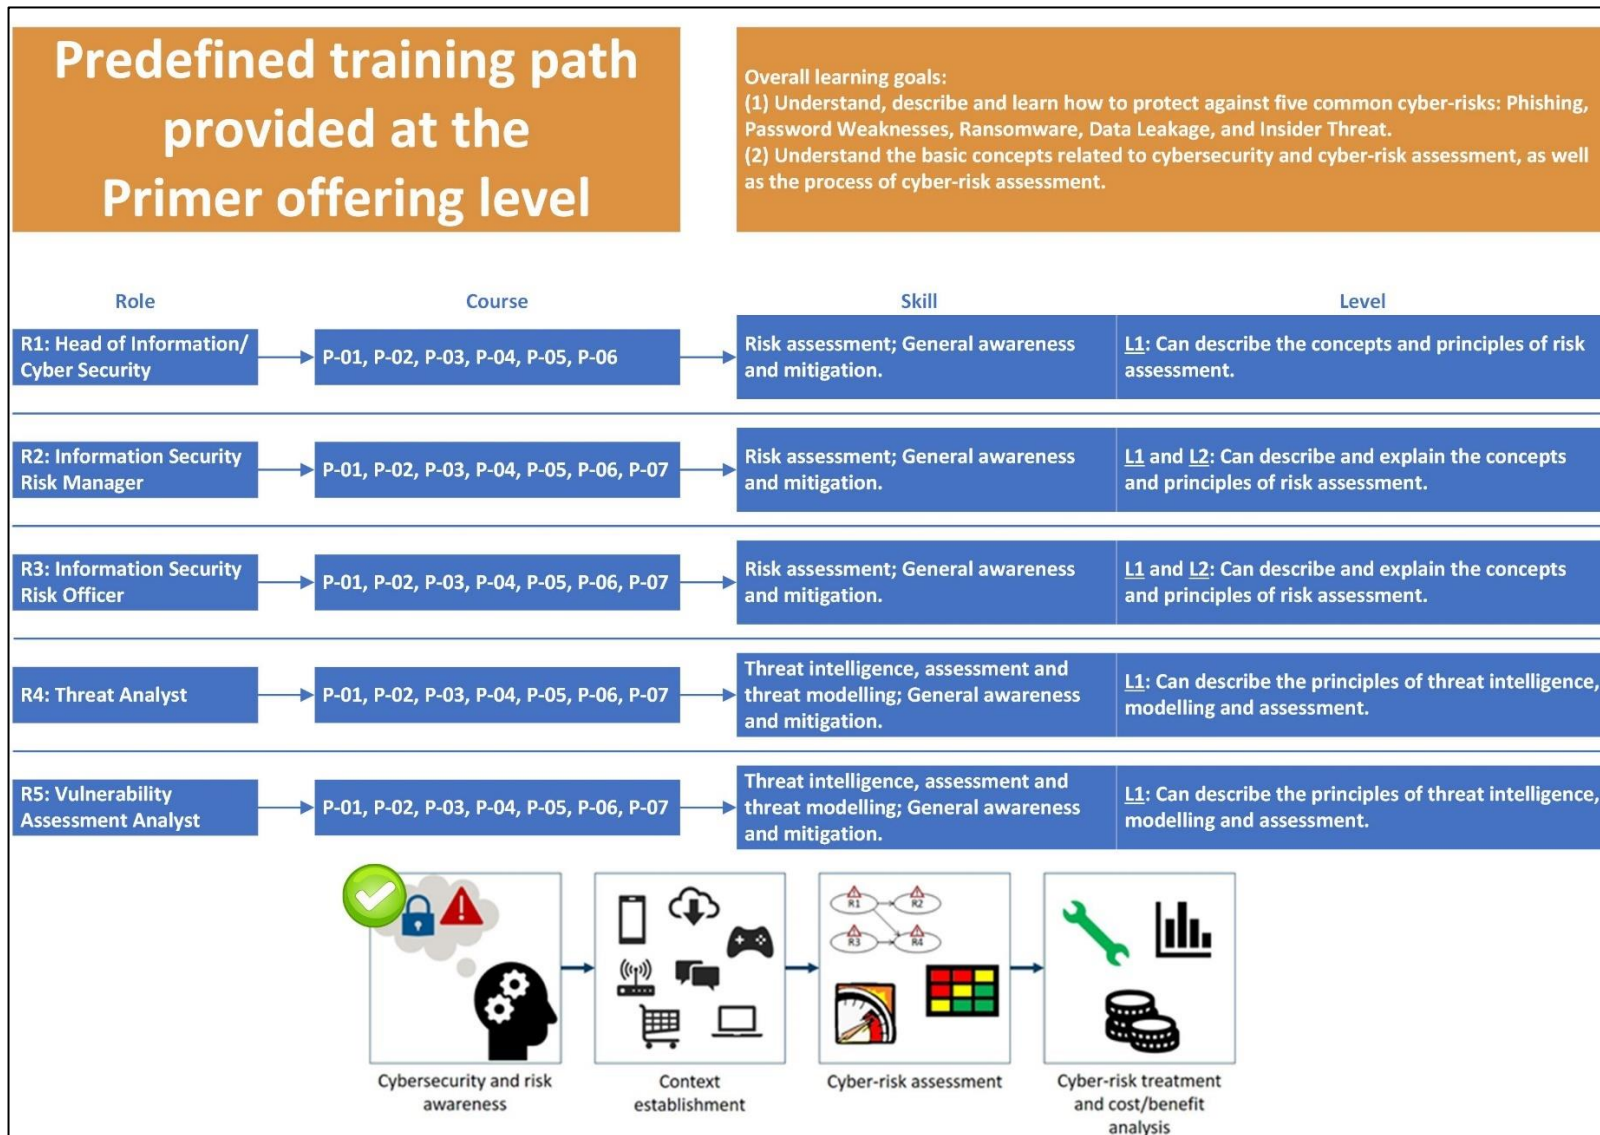 Predefined training path
provided at the
Primer offering level
Overall learning goals:
(1) Understand, describe and learn how to protect against five common cyber-risks: Phishing,
Password Weaknesses, Ransomware, Data Leakage, and Insider Threat.
(2) Understand the basic concepts related to cybersecurity and cyber-risk assessment, as well
as the process of cyber-risk assessment.
Role
Course
Skill
Level
R1: Head of Information/
Cyber Security
P-01, P-02, P-03, P-04, P-05, P-06
Risk assessment; General awareness
and mitigation.
L1: Can describe the concepts and principles of risk
assessment.
R2: Information Security
Risk Manager
P-01, P-02, P-03, P-04, P-05, P-06, P-07
Risk assessment; General awareness
and mitigation.
L1 and L2: Can describe and explain the concepts
and principles of risk assessment.
R3: Information Security
Risk Officer
P-01, P-02, P-03, P-04, P-05, P-06, P-07
Risk assessment; General awareness
and mitigation.
L1 and L2: Can describe and explain the concepts
and principles of risk assessment.
R4: Threat Analyst
P-01, P-02, P-03, P-04, P-05, P-06, P-07
Threat intelligence, assessment and
threat modelling; General awareness
and mitigation.
L1: Can describe the principles of threat intelligence,
modelling and assessment.
R5: Vulnerability
Assessment Analyst
P-01, P-02, P-03, P-04, P-05, P-06, P-07
Threat intelligence, assessment and
threat modelling; General awareness
and mitigation.
L1: Can describe the principles of threat intelligence,
modelling and assessment.
R1
R2
R3
R4
Cybersecurity and risk
awareness
Context
establishment
Cyber-risk assessment
Cyber-risk treatment
and cost/benefit
analysis